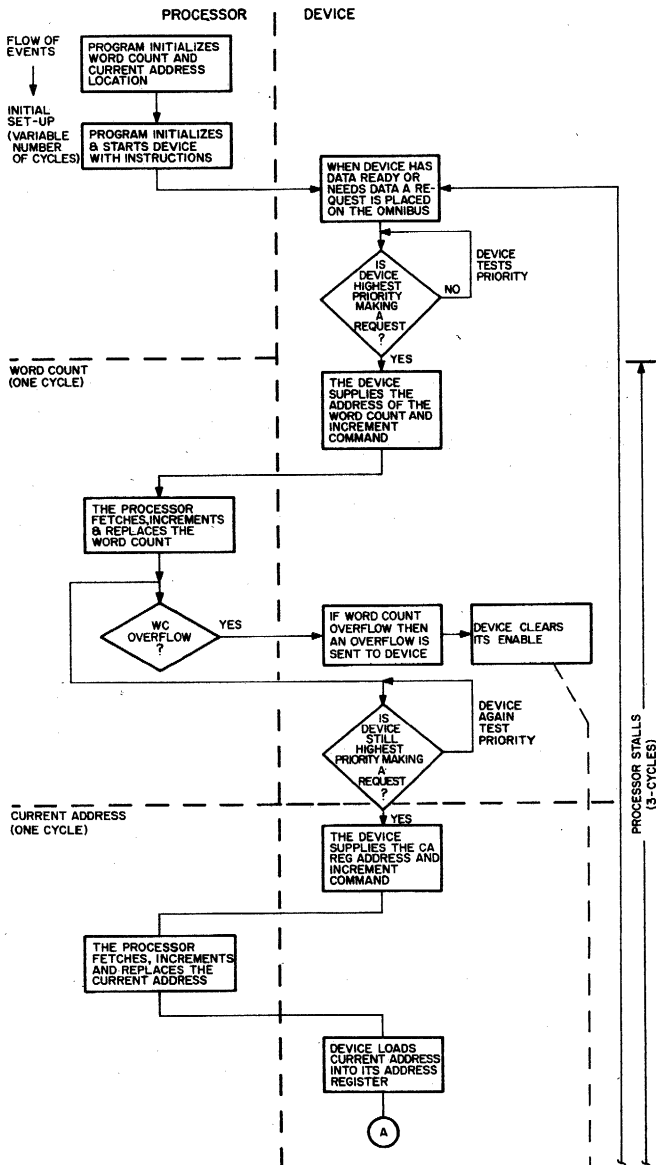 PROCESSOR
DEVICE
FLOW OF
EVENTS
INITIAL
SET-UP
(VARIABLE
NUMBER
OF CYCLES)
PROGRAM INITIALIZES
WORD COUNT AND
CURRENT ADDRESS
LOCATION
PROGRAM INITIALIZES
& STARTS DEVICE
WITH INSTRUCTIONS
WHEN DEVICE HAS
DATA READY OR
NEEDS DATA A RE-
QUEST IS PLACED
ON THE OMNIBUS
IS
DEVICE
HIGHEST
PRIORITY
MAKING
A
REQUEST
?
NO
DEVICE
TESTS
PRIORITY
YES
WORD COUNT
(ONE CYCLE)
THE DEVICE
SUPPLIES THE
ADDRESS OF THE
WORD COUNT AND
INCREMENT
COMMAND
THE PROCESSOR
FETCHES,INCREMENTS
& REPLACES THE
WORD COUNT
WC
OVERFLOW
?
YES
IF WORD COUNT
OVERFLOW THEN
AN OVERFLOW IS
SENT TO DEVICE
DEVICE CLEARS
ITS ENABLE
IS
DEVICE
STILL
HIGHEST
PRIORITY MAKING
A
REQUEST
?
DEVICE
AGAIN
TEST
PRIORITY
YES
PROCESSOR STALLS
(3-CYCLES)
CURRENT ADDRESS
(ONE CYCLE)
THE DEVICE
SUPPLIES THE CA
REG ADDRESS AND
INCREMENT
COMMAND
THE PROCESSOR
FETCHES, INCREMENTS
AND REPLACES THE
CURRENT ADDRESS
DEVICE LOADS
CURRENT ADDRESS
INTO ITS ADDRESS
REGISTER
A